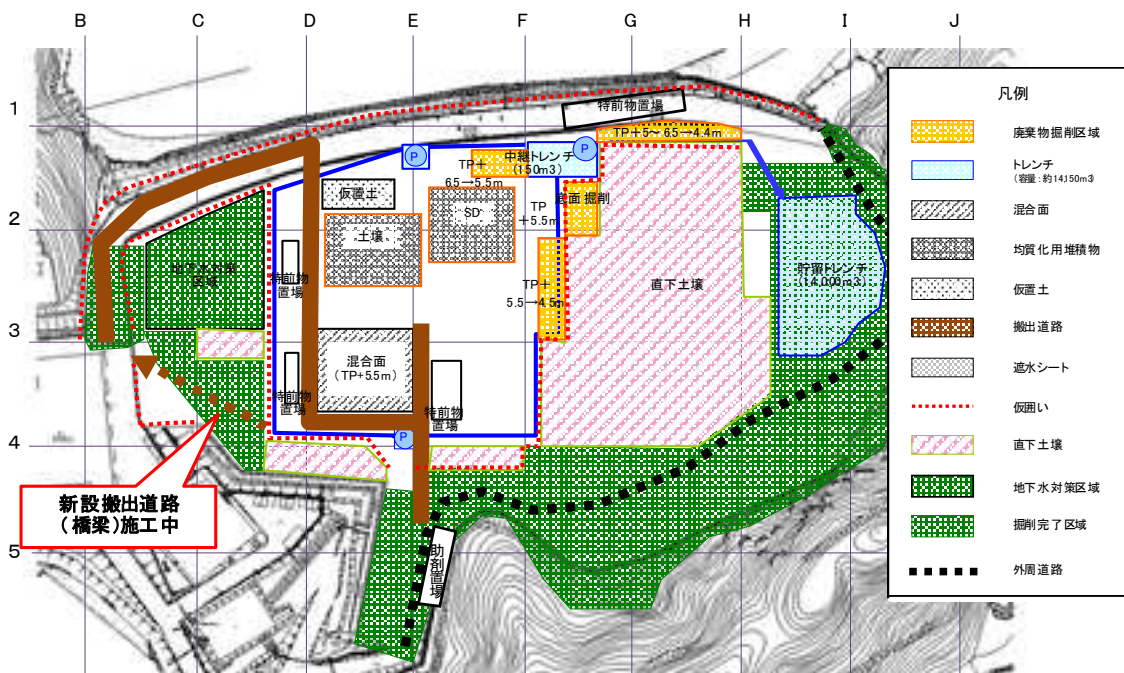 B C D E F G H I J
1
2
3
4
5
特前物置場
TP+5～6.5→4.4m
P
P
中継トレンチ
(150m3)
TP+
6.5→5.5m
仮置土
SD
TP
+5.5m
底面掘削
土壌
地下水対策
区域
特前物
置場
TP+
5.5→4.5m
直下土壌
貯留トレンチ
(14,000m3)
混合面
(TP+5.5m)
特前物
置場
特前物
置場
P
新設搬出道路
(橋梁)施工中
助剤置場
凡例
廃棄物掘削区域
トレンチ
(容量:約14,150m3)
混合面
均質化用堆積物
仮置土
搬出道路
遮水シート
仮囲い
直下土壌
地下水対策区域
掘削完了区域
外周道路